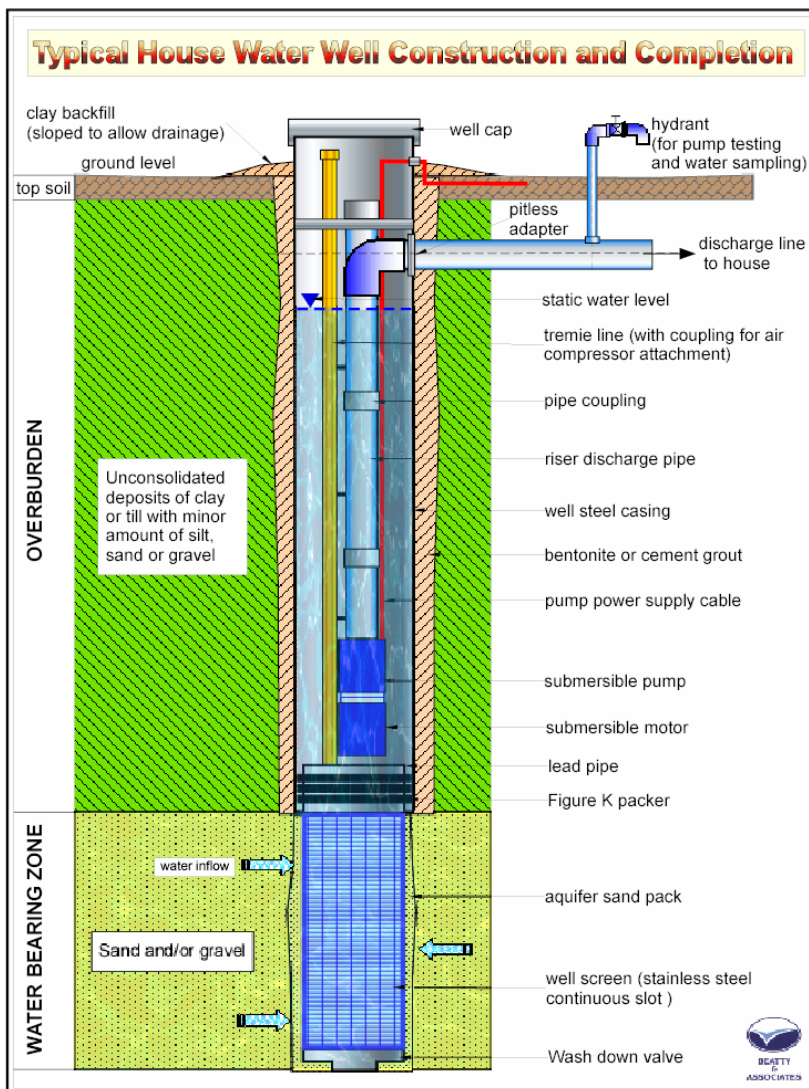 Typical House Water Well Construction and Completion
clay backfill
(sloped to allow drainage)
well cap
hydrant
(for pump testing
and water sampling)
ground level
top soil
pitless
adapter
discharge line
to house
static water level
tremie line (with coupling for air
compressor attachment)
pipe coupling
riser discharge pipe
OVERBURDEN
Unconsolidated
deposits of clay
or till with minor
amount of silt,
sand or gravel
well steel casing
bentonite or cement grout
pump power supply cable
submersible pump
submersible motor
lead pipe
Figure K packer
WATER BEARING ZONE
water inflow
aquifer sand pack
Sand and/or gravel
well screen (stainless steel
continuous slot )
Wash down valve
BEATTY
&
ASSOCIATES